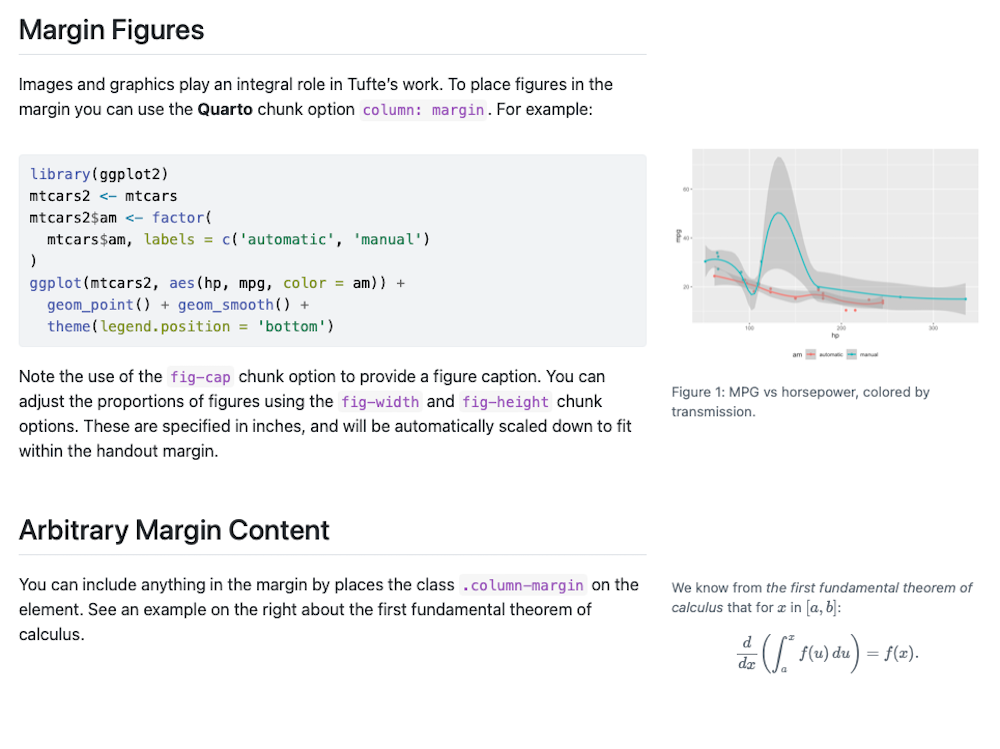 Margin Figures
Images and graphics play an integral role in Tufte's work. To place figures in the
margin you can use the Quarto chunk option column: margin. For example:
library(ggplot2)
mtcars2 <- mtcars
mtcars2$am <- factor(
  mtcars$am, labels = c('automatic', 'manual')
)
ggplot(mtcars2, aes(hp, mpg, color = am)) +
  geom_point() + geom_smooth() +
  theme(legend.position = 'bottom')
60
40
20
mpg
100 200 300
hp
am automatic manual
Figure 1: MPG vs horsepower, colored by
transmission.
Note the use of the fig-cap chunk option to provide a figure caption. You can
adjust the proportions of figures using the fig-width and fig-height chunk
options. These are specified in inches, and will be automatically scaled down to fit
within the handout margin.
Arbitrary Margin Content
You can include anything in the margin by places the class .column-margin on the
element. See an example on the right about the first fundamental theorem of
calculus.
We know from the first fundamental theorem of
calculus that for x in [a, b]:
d/dx (∫_a^x f(u) du) = f(x).